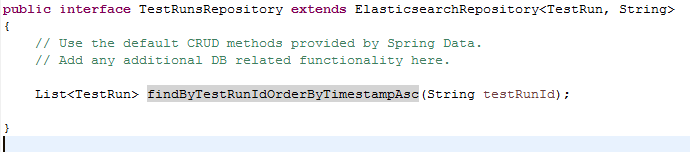 public interface TestRunsRepository extends ElasticsearchRepository<TestRun, String>
{
// Use the default CRUD methods provided by Spring Data.
// Add any additional DB related functionality here.
List<TestRun> findByTestRunIdOrderByTimestampAsc(String testRunId);
}